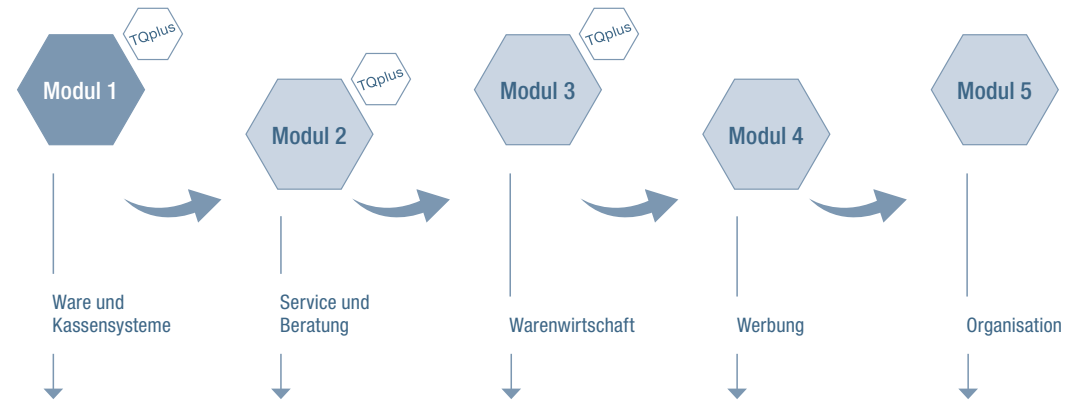 Modul 1
TQplus
Modul 2
TQplus
Modul 3
TQplus
Modul 4
Modul 5
Ware und
Kassensysteme
Service und
Beratung
Warenwirtschaft
Werbung
Organisation